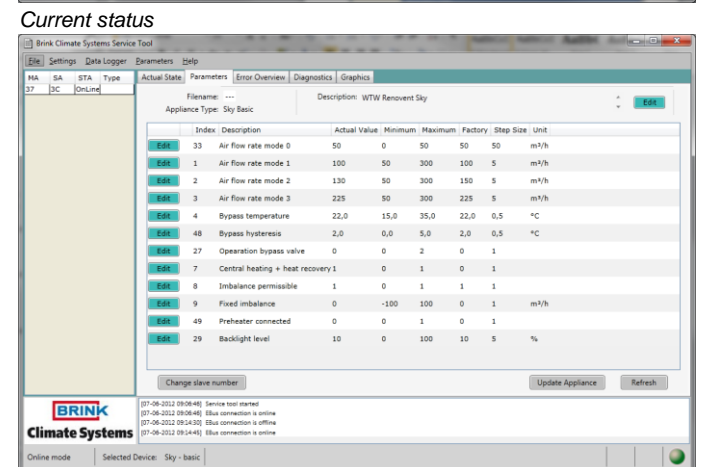 Current status
Brink Climate Systems Service Tool
File Settings Data Logger Parameters Help
MA SA STA Type
37 3C OnLine
Actual State Parameters Error Overview Diagnostics Graphics
Filename: --- Description: WTW Renovent Sky
Appliance Type: Sky Basic
Edit
Index Description Actual Value Minimum Maximum Factory Step Size Unit
Edit 33 Air flow rate mode 0 50 0 50 50 50 m³/h
Edit 1 Air flow rate mode 1 100 50 300 100 5 m³/h
Edit 2 Air flow rate mode 2 130 50 300 150 5 m³/h
Edit 3 Air flow rate mode 3 225 50 300 225 5 m³/h
Edit 4 Bypass temperature 22,0 15,0 35,0 22,0 0,5 °C
Edit 48 Bypass hysteresis 2,0 0,0 5,0 2,0 0,5 °C
Edit 27 Opearation bypass valve 0 0 2 0 1
Edit 7 Central heating + heat recovery 1 0 1 0 1
Edit 8 Imbalance permissible 1 0 1 1 1
Edit 9 Fixed imbalance 0 -100 100 0 1 m³/h
Edit 49 Preheater connected 0 0 1 0 1
Edit 29 Backlight level 10 0 100 10 5 %
Change slave number Update Appliance Refresh
BRINK
Climate Systems
[07-06-2012 09:06:46] Service tool started
[07-06-2012 09:06:46] EBus connection is online
[07-06-2012 09:14:30] EBus connection is offline
[07-06-2012 09:14:45] EBus connection is online
Online mode Selected Device: Sky - basic